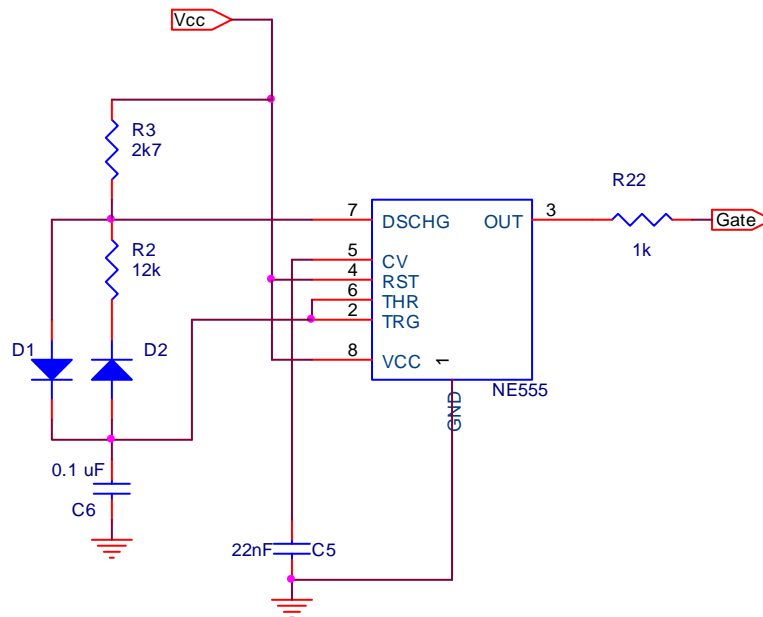 Vcc
R3
2k7
R22
7
DSCHG
OUT
3
Gate
R2
12k
1k
5
CV
4
RST
6
THR
2
TRG
D1
D2
8
VCC
1
NE555
GND
0.1 uF
C6
22nF
C5